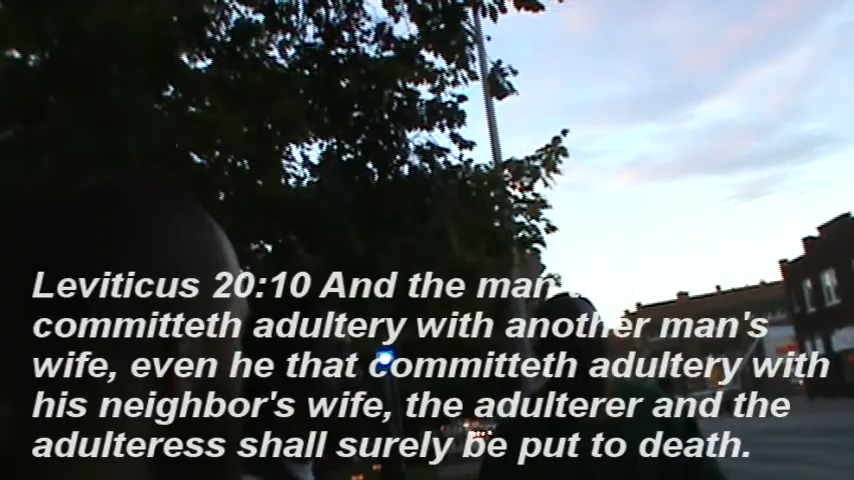 Leviticus 20:10 And the man
committeth adultery with another man's
wife, even he that committeth adultery with
his neighbor's wife, the adulterer and the
adulteress shall surely be put to death.